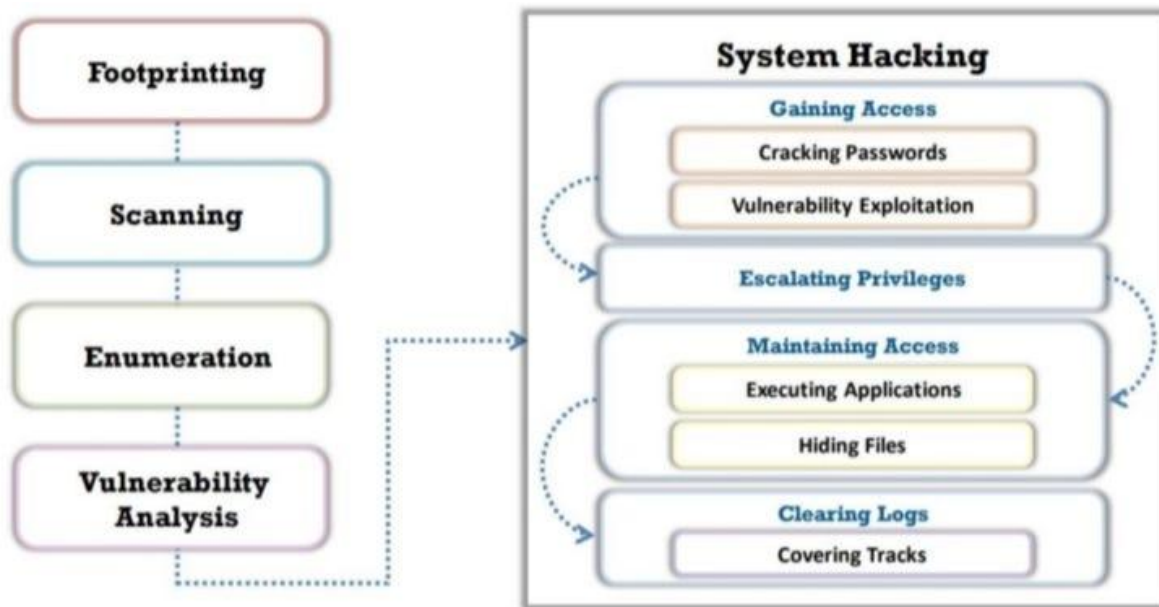 Footprinting
Scanning
Enumeration
Vulnerability
Analysis
System Hacking
Gaining Access
Cracking Passwords
Vulnerability Exploitation
Escalating Privileges
Maintaining Access
Executing Applications
Hiding Files
Clearing Logs
Covering Tracks